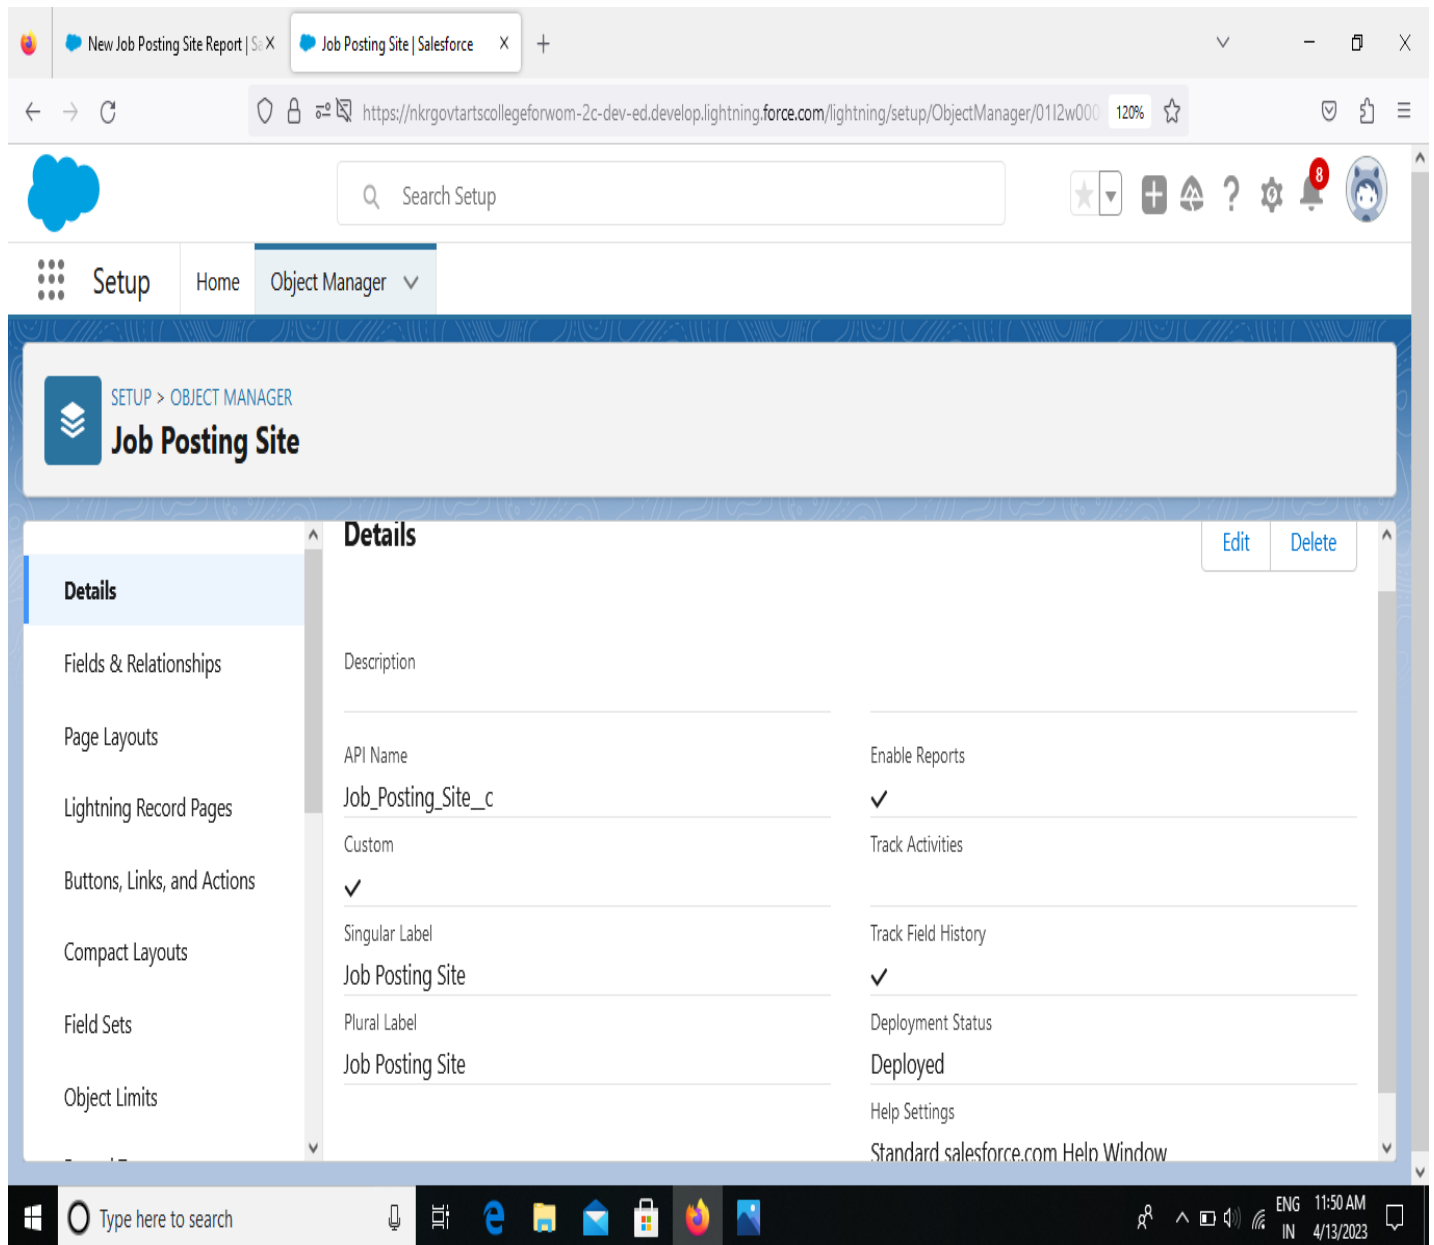 New Job Posting Site Report | Sa
Job Posting Site | Salesforce
https://nkrgovtartscollegeforwom-2c-dev-ed.develop.lightning.force.com/lightning/setup/ObjectManager/01I2w000
120%
Search Setup
8
Setup
Home
Object Manager
SETUP > OBJECT MANAGER
Job Posting Site
Details
Edit
Delete
Details
Fields & Relationships
Page Layouts
Lightning Record Pages
Buttons, Links, and Actions
Compact Layouts
Field Sets
Object Limits
Description
API Name
Job_Posting_Site__c
Custom
Singular Label
Job Posting Site
Plural Label
Job Posting Site
Enable Reports
Track Activities
Track Field History
Deployment Status
Deployed
Help Settings
Standard salesforce.com Help Window
Type here to search
ENG
IN
11:50 AM
4/13/2023